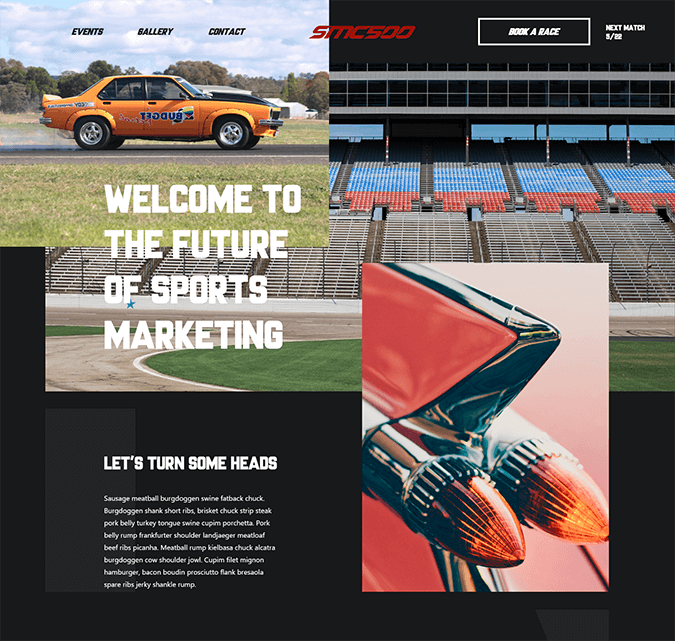 EVENTS GALLERY CONTACT SMC500 BOOK A RACE NEXT MATCH
5/22
WELCOME TO
THE FUTURE
OF SPORTS
MARKETING
LET'S TURN SOME HEADS
Sausage meatball burgdoggen swine fatback chuck.
Burgdoggen shank short ribs, brisket chuck strip steak
pork belly turkey tongue swine cupim porchetta. Pork
belly rump frankfurter shoulder landjaeger meatloaf
beef ribs picanha. Meatball rump kielbasa chuck alcatra
burgdoggen cow shoulder jowl. Cupim filet mignon
hamburger, bacon boudin prosciutto flank bresaola
spare ribs jerky shankle rump.